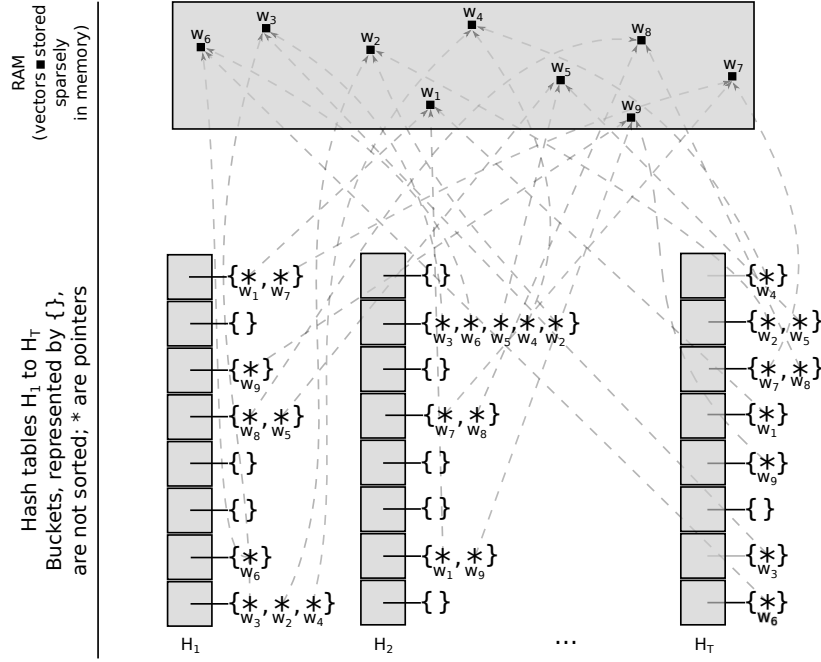 RAM
(vectors ■ stored
sparsely
in memory)
w₆
w₃
w₂
w₄
w₈
w₅
w₇
w₁
w₉
Hash tables H₁ to H_T
Buckets, represented by {},
are not sorted; * are pointers
{*,*}
w₁ w₇
{}
{*}
w₉
{*,*}
w₈ w₅
{}
{}
{*}
w₆
{*,*,*}
w₃ w₂ w₄
H₁
{}
{*,*,*,*,*}
w₃ w₆ w₅ w₄ w₂
{}
{*,*}
w₇ w₈
{}
{}
{*,*}
w₁ w₉
{}
H₂
...
{*}
w₄
{*,*}
w₂ w₅
{*,*}
w₇ w₈
{*}
w₁
{*}
w₉
{}
{*}
w₃
{*}
w₆
H_T